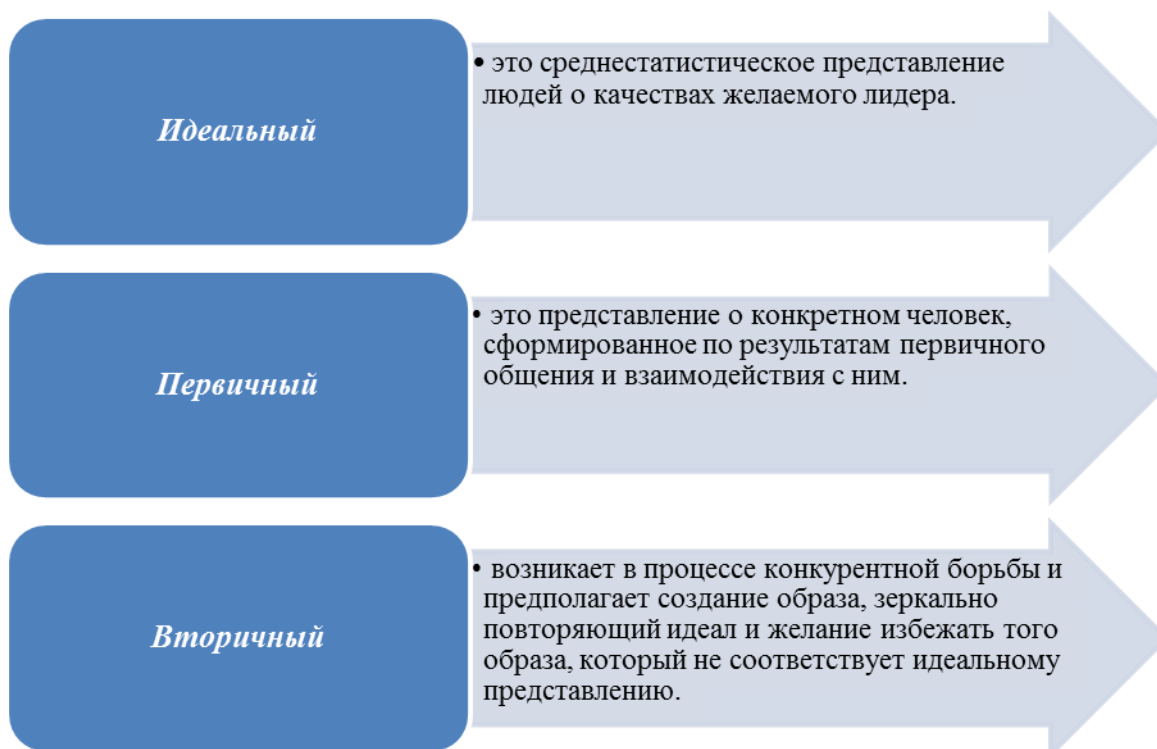 Идеальный
• это среднестатистическое представление
людей о качествах желаемого лидера.
Первичный
• это представление о конкретном человек,
сформированное по результатам первичного
общения и взаимодействия с ним.
Вторичный
• возникает в процессе конкурентной борьбы и
предполагает создание образа, зеркально
повторяющий идеал и желание избежать того
образа, который не соответствует идеальному
представлению.